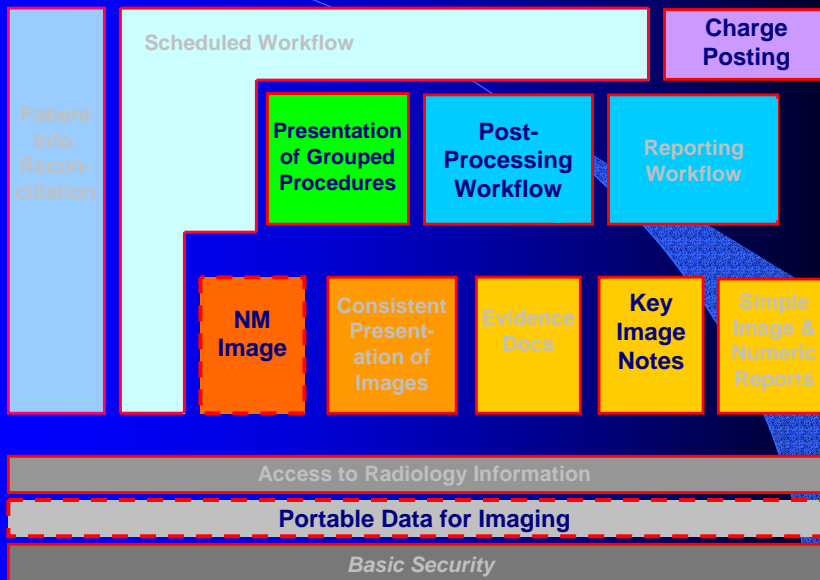 Scheduled Workflow
Charge
Posting
Patient
Info.
Recon-
ciliation
Presentation
of Grouped
Procedures
Post-
Processing
Workflow
Reporting
Workflow
NM
Image
Consistent
Present-
ation of
Images
Evidence
Docs
Key
Image
Notes
Simple
Image &
Numeric
Reports
Access to Radiology Information
Portable Data for Imaging
Basic Security